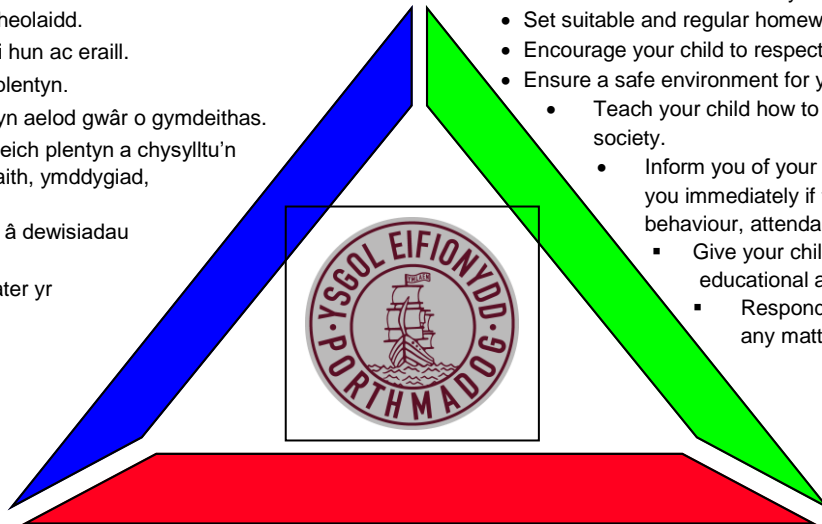 heolaidd.
i hun ac eraill.
plentyn.
yn aelod gwâr o gymdeithas.
eich plentyn a chysylltu'n
aith, ymddygiad,
â dewisiadau
ater yr
• Set suitable and regular homew
• Encourage your child to respect
• Ensure a safe environment for y
• Teach your child how to
society.
• Inform you of your
you immediately if
behaviour, attenda
▪ Give your chil
educational a
▪ Respond
any matt
YSGOL EIFIONYDD
YMLAEN
PORTHMADOG